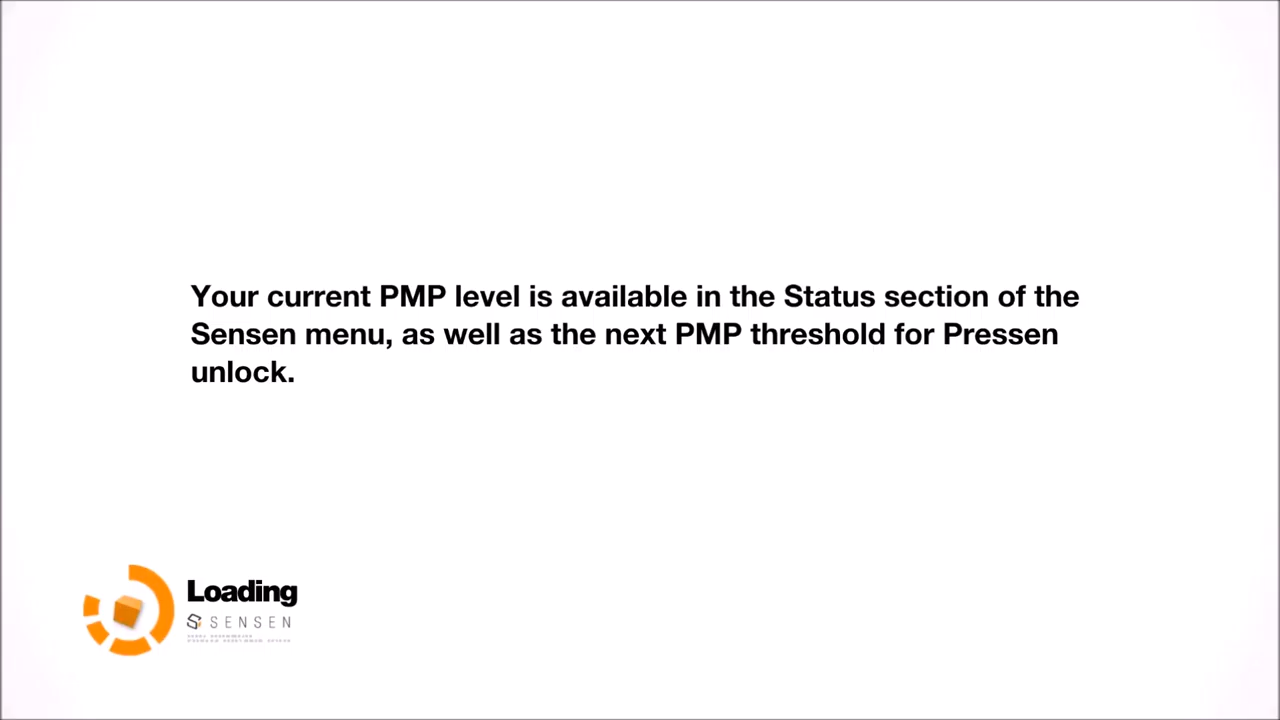 Your current PMP level is available in the Status section of the
Sensen menu, as well as the next PMP threshold for Pressen
unlock.
Loading
SENSEN